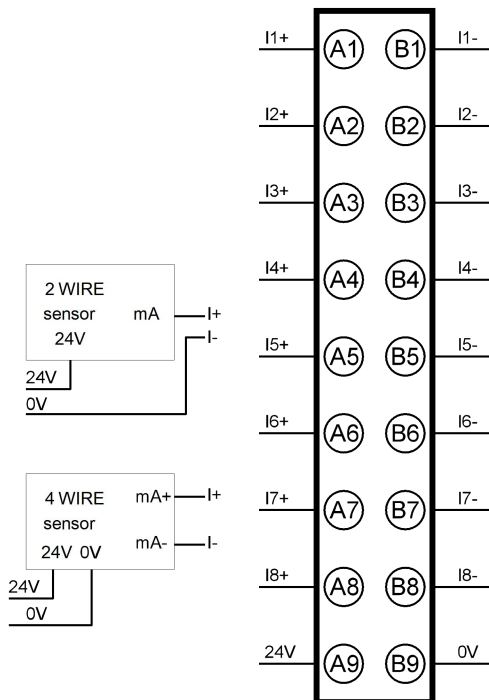 I1+ A1 B1 I1-
I2+ A2 B2 I2-
I3+ A3 B3 I3-
I4+ A4 B4 I4-
I5+ A5 B5 I5-
I6+ A6 B6 I6-
I7+ A7 B7 I7-
I8+ A8 B8 I8-
24V A9 B9 0V
2 WIRE
sensor mA I+
24V I-
24V
0V
4 WIRE mA+ I+
sensor
24V 0V mA- I-
24V
0V